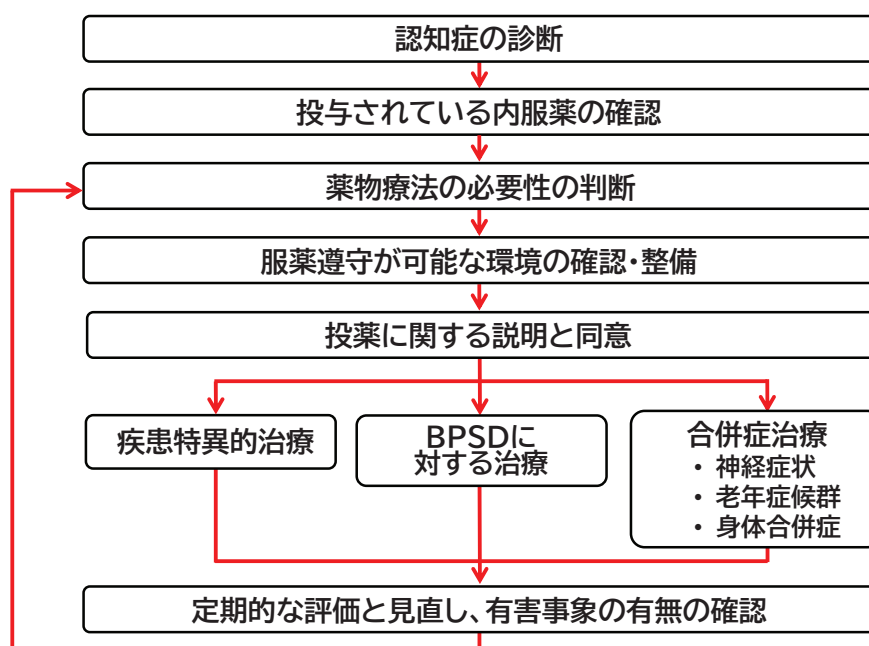 認知症の診断
投与されている内服薬の確認
薬物療法の必要性の判断
服薬遵守が可能な環境の確認・整備
投薬に関する説明と同意
疾患特異的治療
BPSDに
対する治療
合併症治療
・ 神経症状
・ 老年症候群
・ 身体合併症
定期的な評価と見直し、有害事象の有無の確認